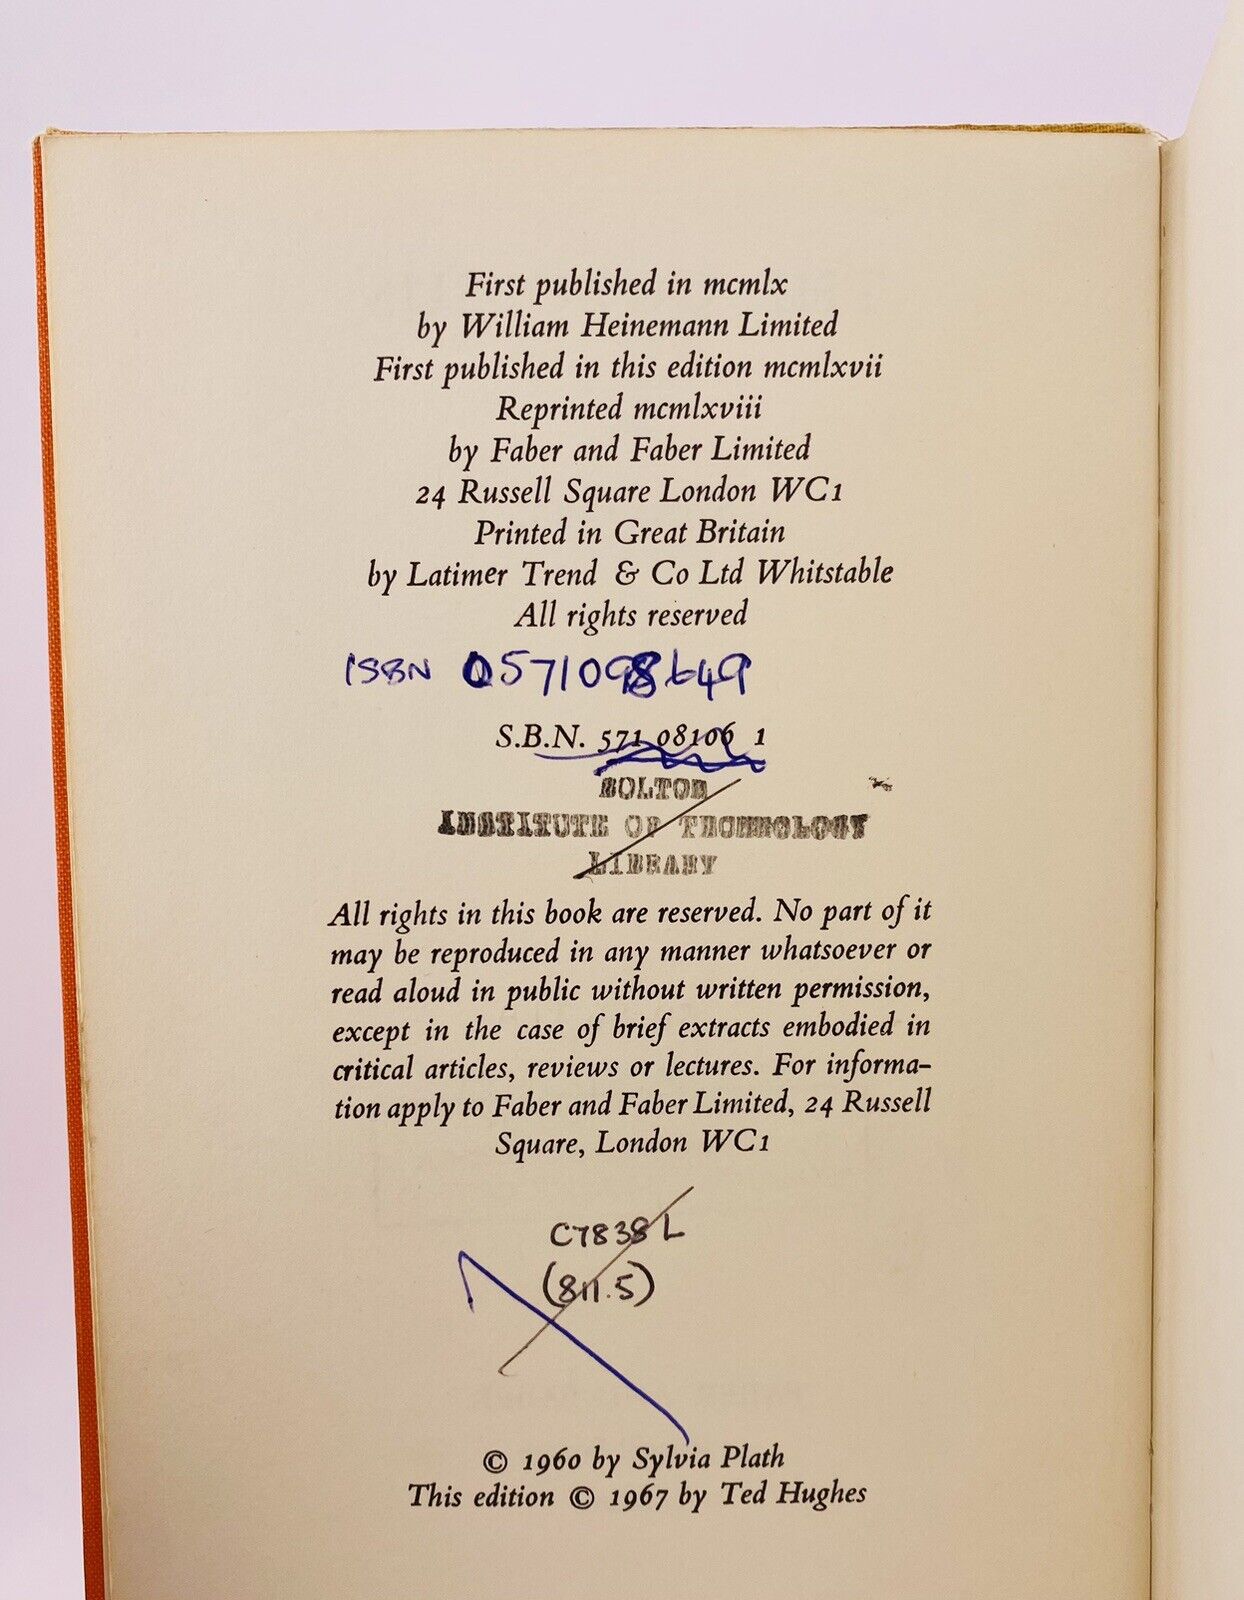 First published in mcmlx
by William Heinemann Limited
First published in this edition mcmlxvii
Reprinted mcmlxviii
by Faber and Faber Limited
24 Russell Square London WC1
Printed in Great Britain
by Latimer Trend & Co Ltd Whitstable
All rights reserved
ISBN 0571098649
S.B.N. 571 08106 1
BOLTON
INSTITUTE OF TECHNOLOGY
LIBRARY
All rights in this book are reserved. No part of it
may be reproduced in any manner whatsoever or
read aloud in public without written permission,
except in the case of brief extracts embodied in
critical articles, reviews or lectures. For informa-
tion apply to Faber and Faber Limited, 24 Russell
Square, London WC1
C7838L
(811.5)
© 1960 by Sylvia Plath
This edition © 1967 by Ted Hughes